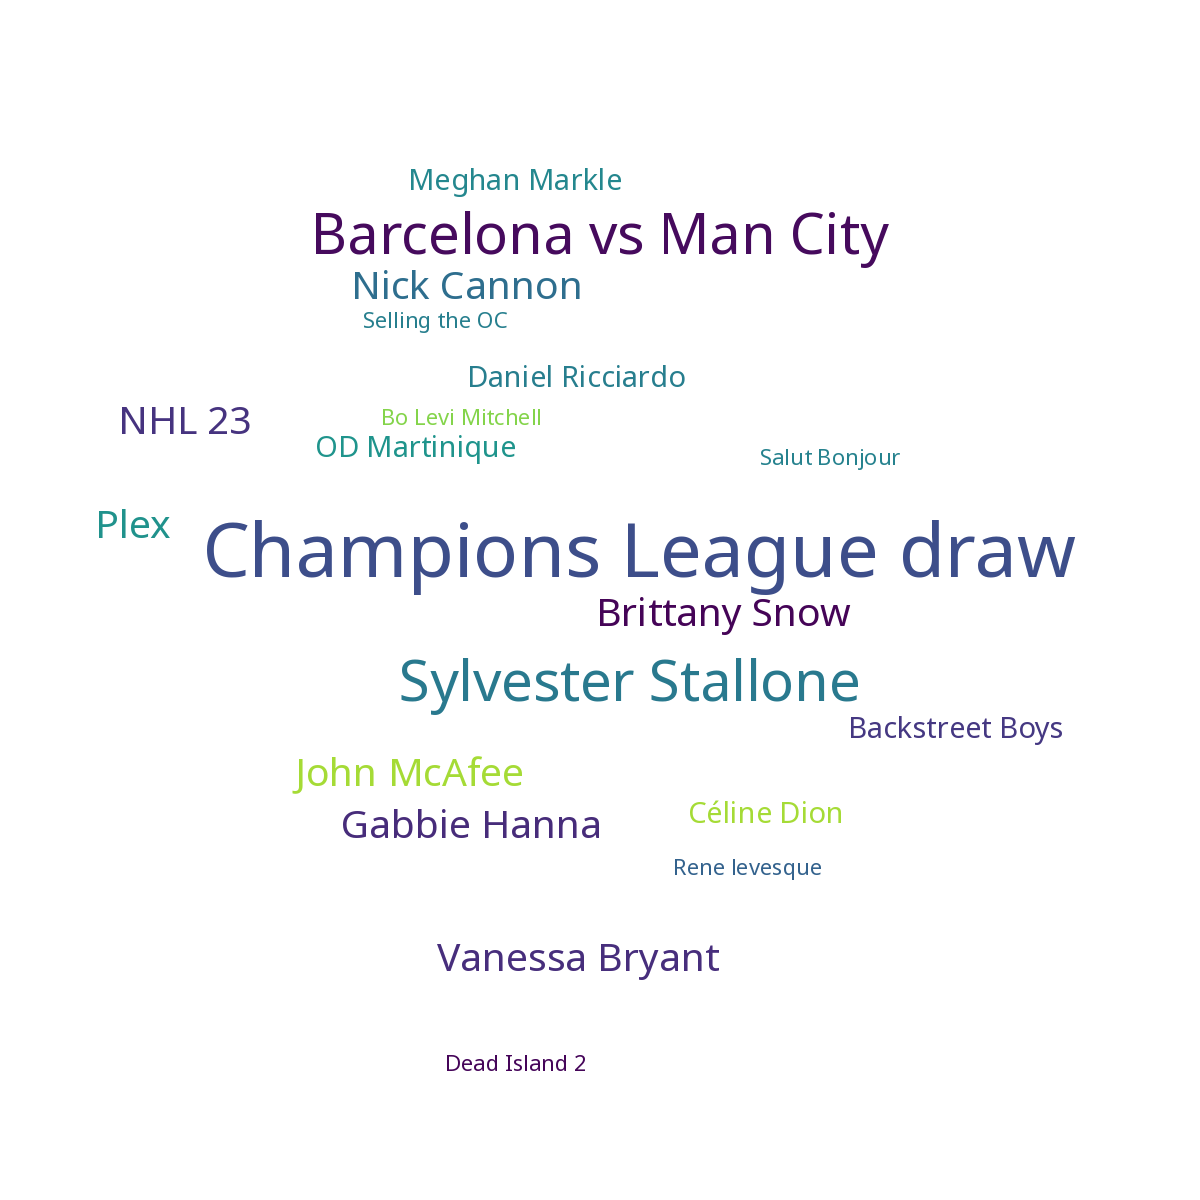 Meghan Markle
Barcelona vs Man City
Nick Cannon
Selling the OC
Daniel Ricciardo
NHL 23
Bo Levi Mitchell
OD Martinique
Salut Bonjour
Plex
Champions League draw
Brittany Snow
Sylvester Stallone
Backstreet Boys
John McAfee
Céline Dion
Gabbie Hanna
Rene levesque
Vanessa Bryant
Dead Island 2